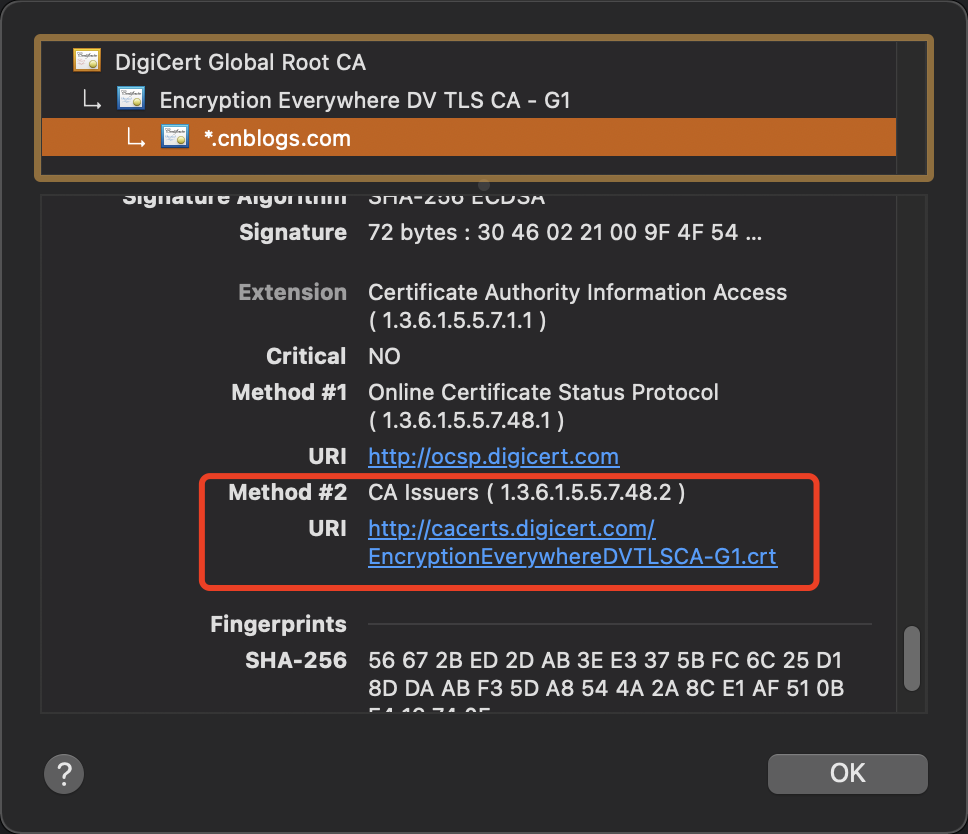 DigiCert Global Root CA
Encryption Everywhere DV TLS CA - G1
*.cnblogs.com
Signature Algorithm SHA-256 ECDSA
Signature 72 bytes : 30 46 02 21 00 9F 4F 54 ...
Extension Certificate Authority Information Access
( 1.3.6.1.5.5.7.1.1 )
Critical NO
Method #1 Online Certificate Status Protocol
( 1.3.6.1.5.5.7.48.1 )
URI http://ocsp.digicert.com
Method #2 CA Issuers ( 1.3.6.1.5.5.7.48.2 )
URI http://cacerts.digicert.com/
EncryptionEverywhereDVTLSCA-G1.crt
Fingerprints
SHA-256 56 67 2B ED 2D AB 3E E3 37 5B FC 6C 25 D1
8D DA AB F3 5D A8 54 4A 2A 8C E1 AF 51 0B
? OK